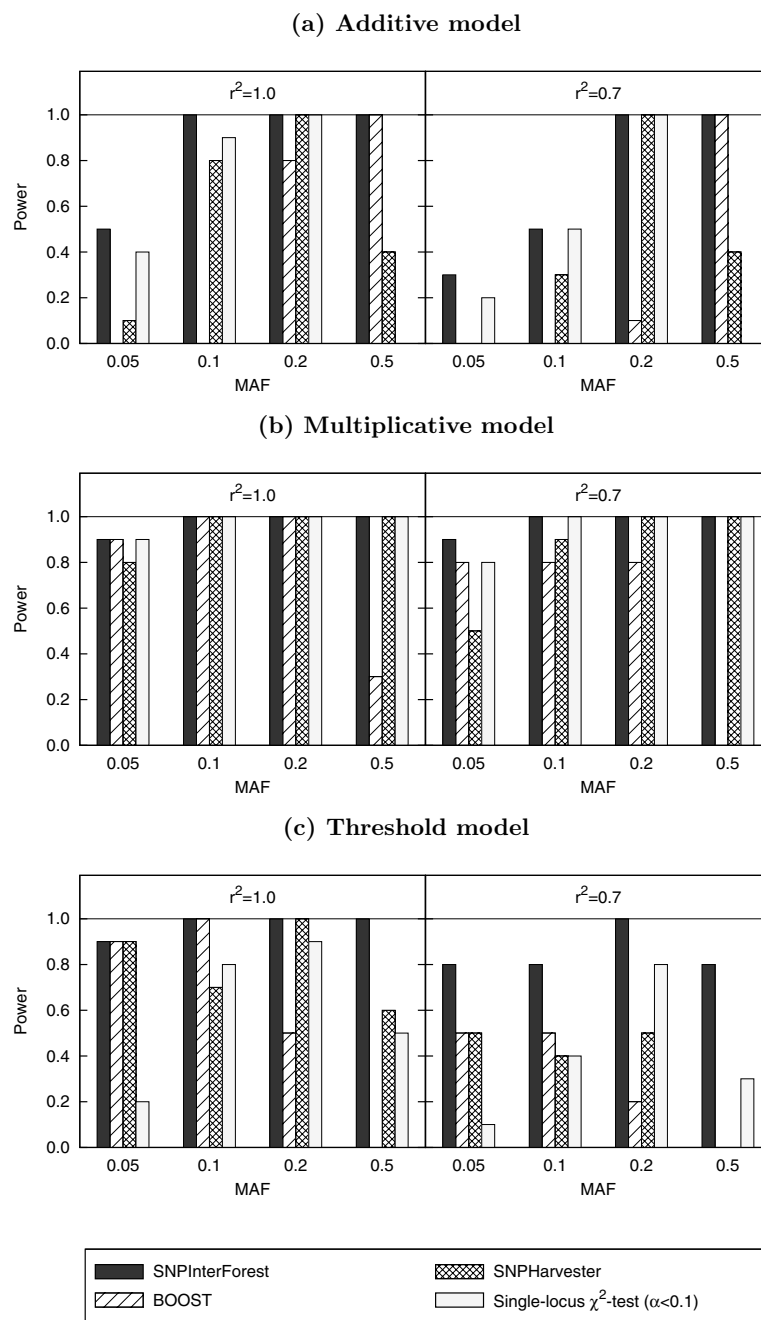 (a) Additive model
r²=1.0 r²=0.7
Power
1.0
0.8
0.6
0.4
0.2
0.0
0.05 0.1 0.2 0.5 0.05 0.1 0.2 0.5
MAF MAF
(b) Multiplicative model
r²=1.0 r²=0.7
Power
1.0
0.8
0.6
0.4
0.2
0.0
0.05 0.1 0.2 0.5 0.05 0.1 0.2 0.5
MAF MAF
(c) Threshold model
r²=1.0 r²=0.7
Power
1.0
0.8
0.6
0.4
0.2
0.0
0.05 0.1 0.2 0.5 0.05 0.1 0.2 0.5
MAF MAF
SNPInterForest SNPHarvester
BOOST Single-locus χ²-test (α<0.1)